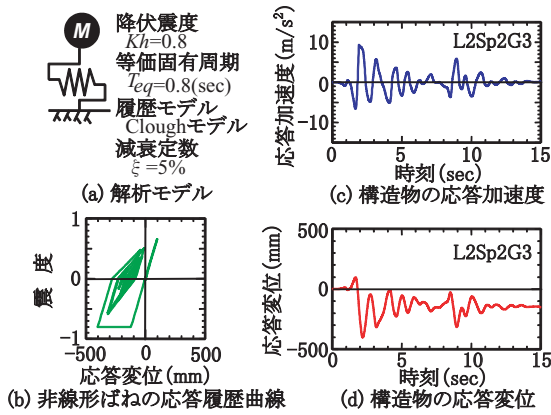 M
降伏震度
Kh=0.8
等価固有周期
Teq=0.8(sec)
履歴モデル
Cloughモデル
減衰定数
ξ=5%
(a) 解析モデル
応答加速度(m/s²)
10
0
-10
L2Sp2G3
0 5 10 15
時刻(sec)
(c) 構造物の応答加速度
震 度
1
0
-1
-500 0 500
応答変位(mm)
(b) 非線形ばねの応答履歴曲線
応答変位(mm)
500
0
-500
L2Sp2G3
0 5 10 15
時刻(sec)
(d) 構造物の応答変位